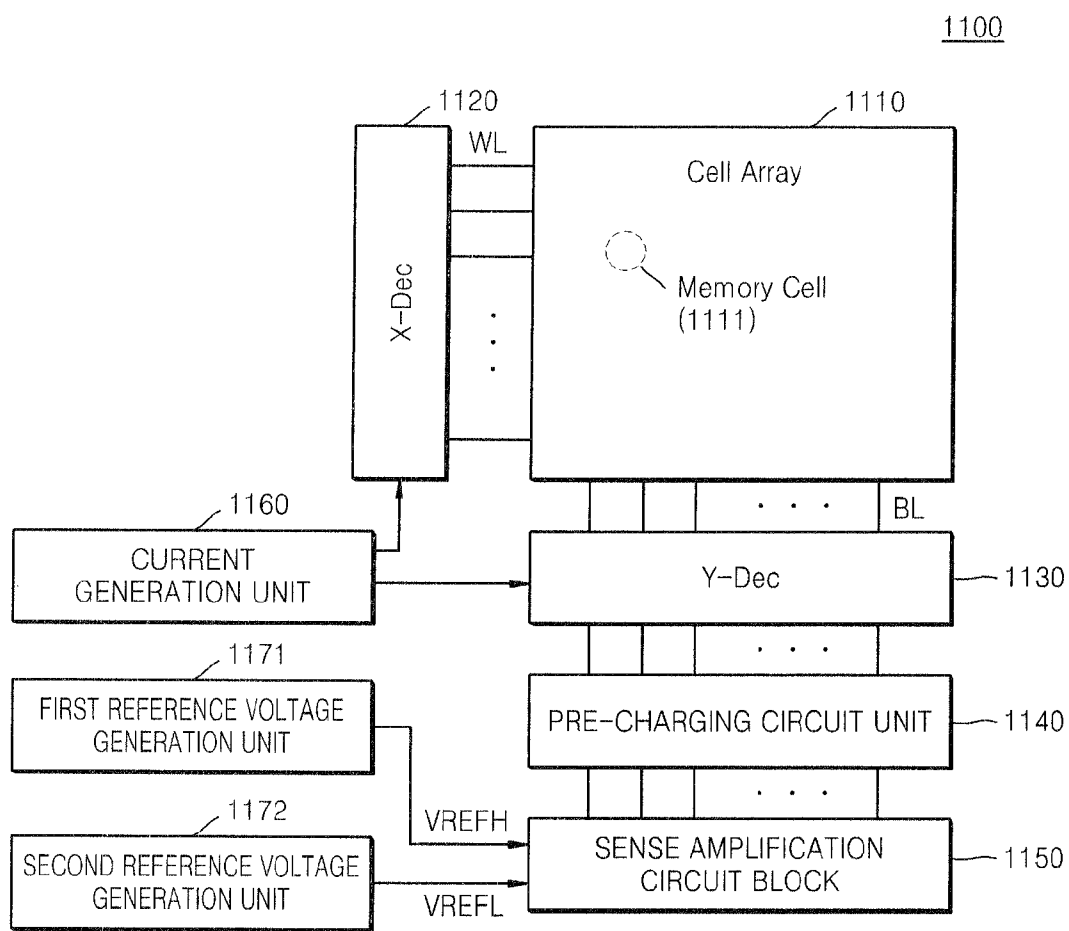 1100
1120
1110
WL
Cell Array
X-Dec
Memory Cell
(1111)
BL
1160
CURRENT
GENERATION UNIT
Y-Dec
1130
1171
FIRST REFERENCE VOLTAGE
GENERATION UNIT
PRE-CHARGING CIRCUIT UNIT
1140
1172
VREFH
SECOND REFERENCE VOLTAGE
GENERATION UNIT
VREFL
SENSE AMPLIFICATION
CIRCUIT BLOCK
1150